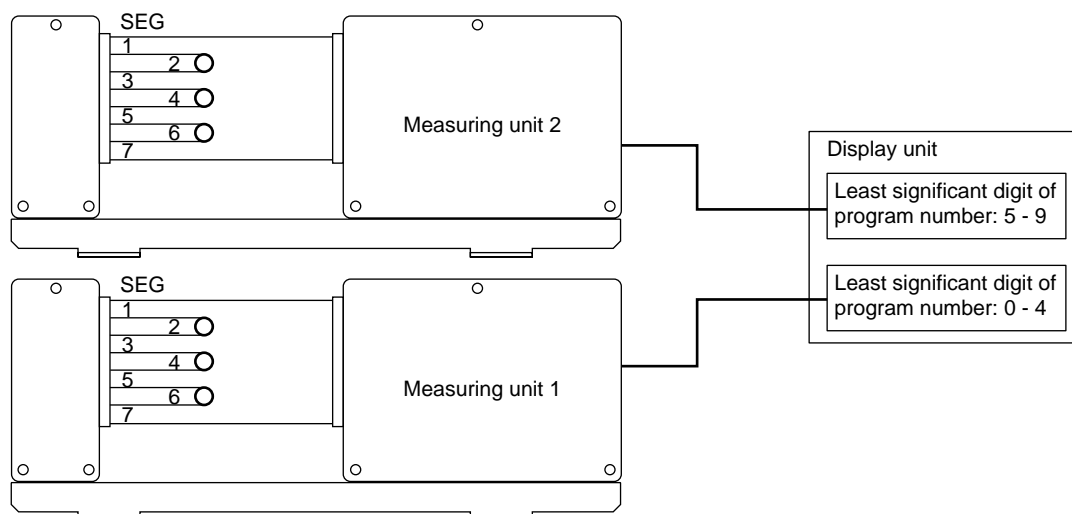 SEG
1
2
3
4
5
6
7
Measuring unit 2
Display unit
Least significant digit of
program number: 5 - 9
Least significant digit of
program number: 0 - 4
SEG
1
2
3
4
5
6
7
Measuring unit 1